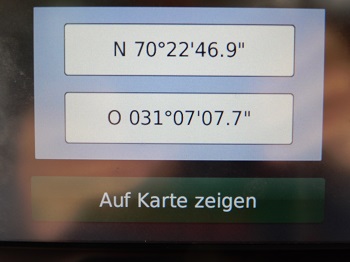 N 70°22'46.9"
O 031°07'07.7"
Auf Karte zeigen